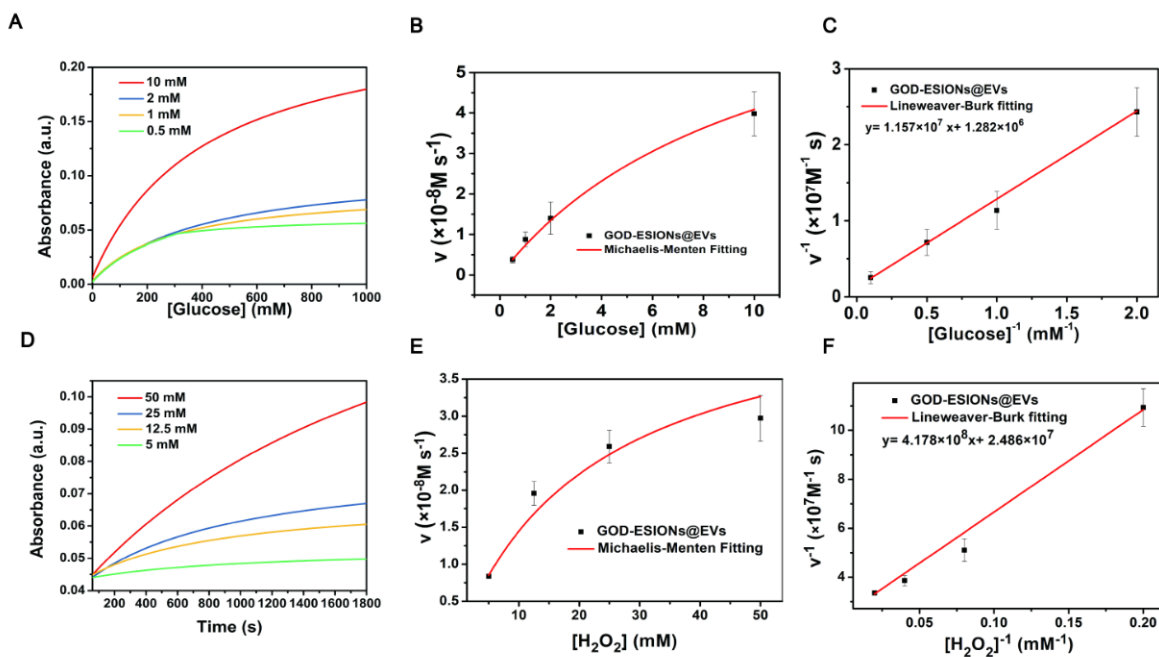 A
0.20
0.15
0.10
0.05
0.00
Absorbance (a.u.)
10 mM
2 mM
1 mM
0.5 mM
0
200
400
600
800
1000
[Glucose] (mM)
B
5
4
3
2
1
0
v (×10⁻⁸M s⁻¹)
GOD-ESIONs@EVs
Michaelis-Menten Fitting
0
2
4
6
8
10
[Glucose] (mM)
C
3
2
1
0
v⁻¹ (×10⁷M⁻¹ s)
GOD-ESIONs@EVs
Lineweaver-Burk fitting
y= 1.157×10⁷ x+ 1.282×10⁶
0.0
0.5
1.0
1.5
2.0
[Glucose]⁻¹ (mM⁻¹)
D
0.10
0.09
0.08
0.07
0.06
0.05
0.04
Absorbance (a.u.)
50 mM
25 mM
12.5 mM
5 mM
200
400
600
800
1000
1200
1400
1600
1800
Time (s)
E
4.0
3.5
3.0
2.5
2.0
1.5
1.0
0.5
v (×10⁻⁸M s⁻¹)
GOD-ESIONs@EVs
Michaelis-Menten Fitting
10
20
30
40
50
[H₂O₂] (mM)
F
10
8
6
4
v⁻¹ (×10⁷M⁻¹ s)
GOD-ESIONs@EVs
Lineweaver-Burk fitting
y= 4.178×10⁸x+ 2.486×10⁷
0.05
0.10
0.15
0.20
[H₂O₂]⁻¹ (mM⁻¹)